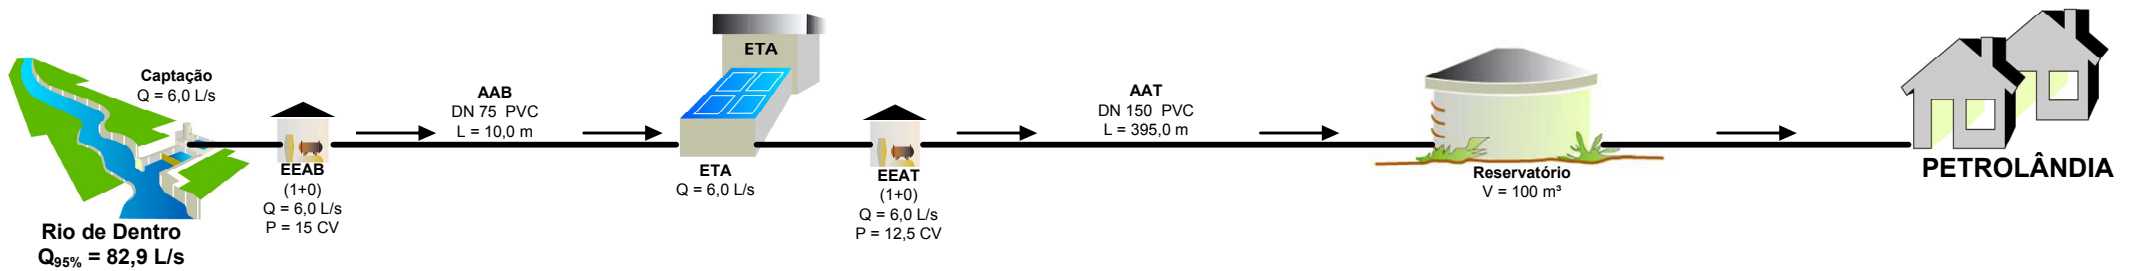 Captação
Q = 6,0 L/s
Rio de Dentro
Q95% = 82,9 L/s
EEAB
(1+0)
Q = 6,0 L/s
P = 15 CV
AAB
DN 75 PVC
L = 10,0 m
ETA
ETA
Q = 6,0 L/s
EEAT
(1+0)
Q = 6,0 L/s
P = 12,5 CV
AAT
DN 150 PVC
L = 395,0 m
Reservatório
V = 100 m³
PETROLÂNDIA